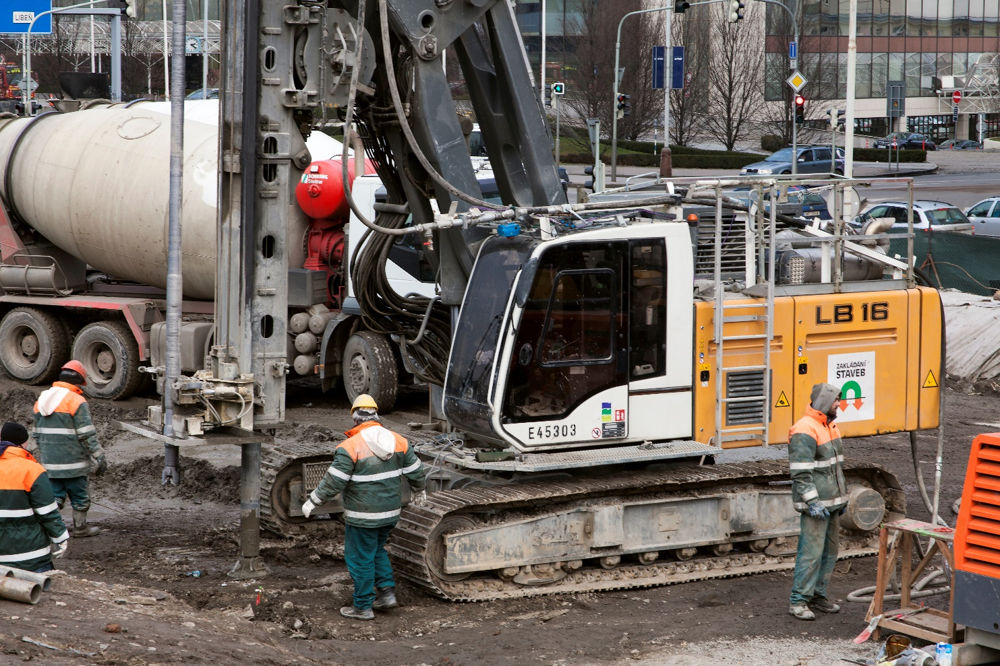 LIBEŇ
LB 16
ZAKLÁDÁNÍ
STAVEB
E45303